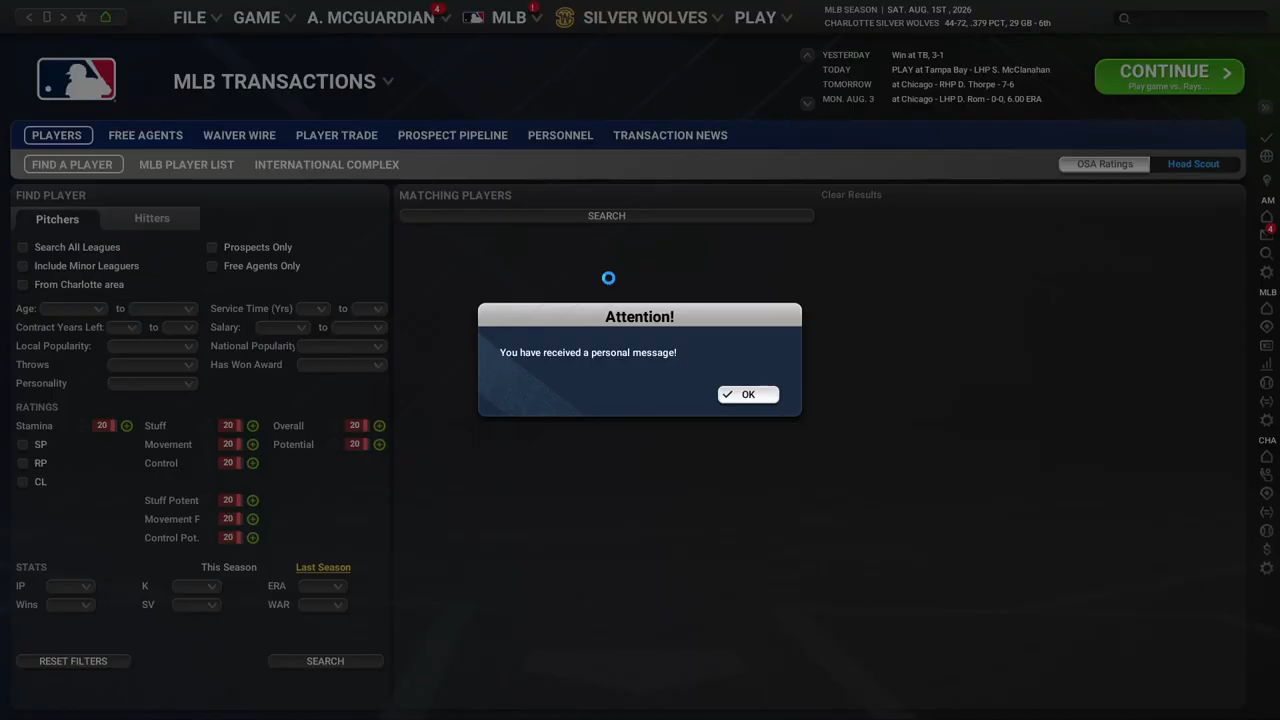 FILE GAME A. MCGUARDIAN 4 MLB 1 SILVER WOLVES PLAY
MLB SEASON | SAT. AUG. 1ST , 2026
CHARLOTTE SILVER WOLVES 44-72, .379 PCT, 29 GB - 6th
MLB TRANSACTIONS
YESTERDAY Win at TB, 3-1
TODAY PLAY at Tampa Bay - LHP S. McClanahan
TOMORROW at Chicago - RHP D. Thorpe - 7-6
MON. AUG. 3 at Chicago - LHP D. Rom - 0-0, 6.00 ERA
CONTINUE
Play game vs. Rays...
PLAYERS FREE AGENTS WAIVER WIRE PLAYER TRADE PROSPECT PIPELINE PERSONNEL TRANSACTION NEWS
FIND A PLAYER MLB PLAYER LIST INTERNATIONAL COMPLEX OSA Ratings Head Scout
FIND PLAYER
Pitchers Hitters
Search All Leagues Prospects Only
Include Minor Leaguers Free Agents Only
From Charlotte area
Age: to Service Time (Yrs) to
Contract Years Left: to Salary: to
Local Popularity: National Popularity
Throws Has Won Award
Personality
RATINGS
Stamina 20 Stuff 20 Overall 20
SP Movement 20 Potential 20
RP Control 20
CL
Stuff Potent 20
Movement F 20
Control Pot. 20
STATS This Season Last Season
IP K ERA
Wins SV WAR
RESET FILTERS SEARCH
MATCHING PLAYERS Clear Results
SEARCH
Attention!
You have received a personal message!
OK
AM
4
MLB
CHA